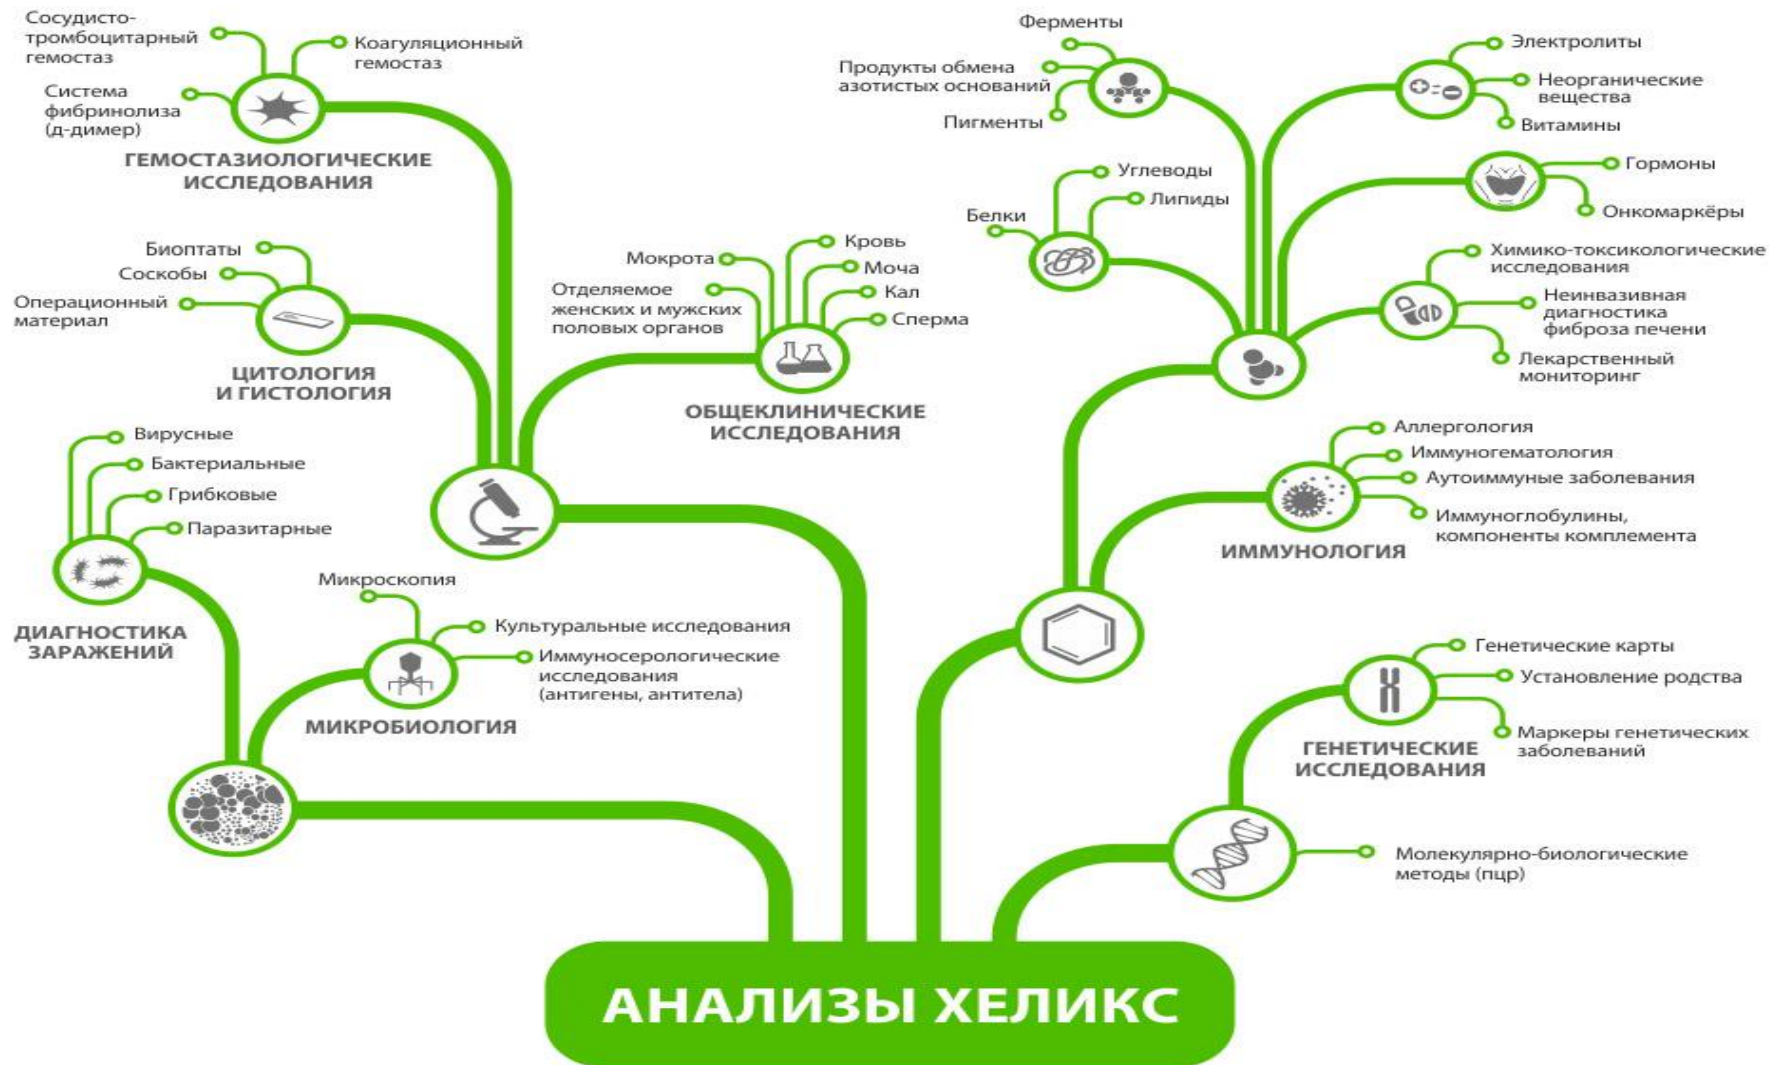 Сосудисто-
тромбоцитарный
гемостаз
Коагуляционный
гемостаз
Система
фибринолиза
(д-димер)
ГЕМОСТАЗИОЛОГИЧЕСКИЕ
ИССЛЕДОВАНИЯ
Биоптаты
Соскобы
Операционный
материал
ЦИТОЛОГИЯ
И ГИСТОЛОГИЯ
Мокрота
Отделяемое
женских и мужских
половых органов
Кровь
Моча
Кал
Сперма
ОБЩЕКЛИНИЧЕСКИЕ
ИССЛЕДОВАНИЯ
Вирусные
Бактериальные
Грибковые
Паразитарные
ДИАГНОСТИКА
ЗАРАЖЕНИЙ
Микроскопия
Культуральные исследования
Иммуносерологические
исследования
(антигены, антитела)
МИКРОБИОЛОГИЯ
Ферменты
Продукты обмена
азотистых оснований
Пигменты
Углеводы
Липиды
Белки
Электролиты
Неорганические
вещества
Витамины
Гормоны
Онкомаркёры
Химико-токсикологические
исследования
Неинвазивная
диагностика
фиброза печени
Лекарственный
мониторинг
Аллергология
Иммуногематология
Аутоиммуные заболевания
Иммуноглобулины,
компоненты комплемента
ИММУНОЛОГИЯ
Генетические карты
Установление родства
Маркеры генетических
заболеваний
ГЕНЕТИЧЕСКИЕ
ИССЛЕДОВАНИЯ
Молекулярно-биологические
методы (пцр)
АНАЛИЗЫ ХЕЛИКС